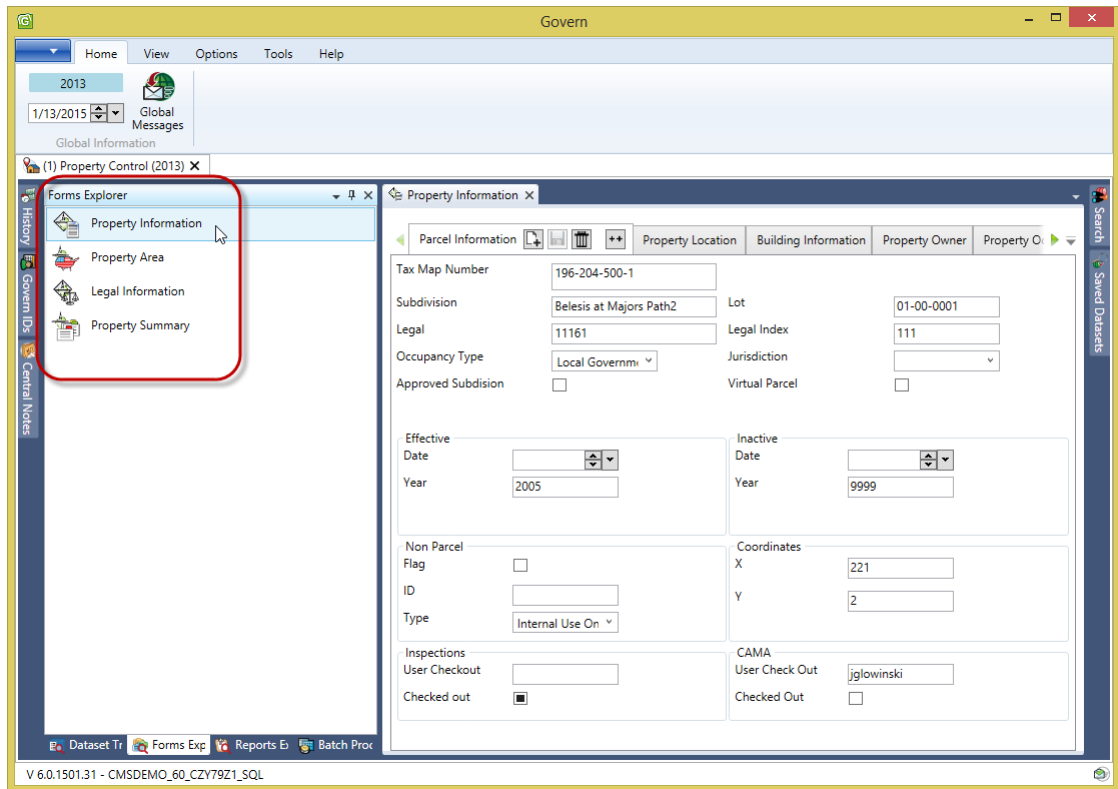 Govern
Home View Options Tools Help
2013
1/13/2015
Global Messages
Global Information
(1) Property Control (2013)
Forms Explorer
Property Information
Property Area
Legal Information
Property Summary
History
Govern IDs
Central Notes
Property Information
Parcel Information ++ Property Location Building Information Property Owner Property O
Tax Map Number 196-204-500-1
Subdivision Belesis at Majors Path2 Lot 01-00-0001
Legal 11161 Legal Index 111
Occupancy Type Local Governm Jurisdiction
Approved Subdision Virtual Parcel
Effective Inactive
Date Date
Year 2005 Year 9999
Non Parcel Coordinates
Flag X 221
ID Y 2
Type Internal Use On
Inspections CAMA
User Checkout User Check Out jglowinski
Checked out Checked Out
Search
Saved Datasets
Dataset Tr Forms Exp Reports E Batch Proc
V 6.0.1501.31 - CMSDEMO_60_CZY79Z1_SQL